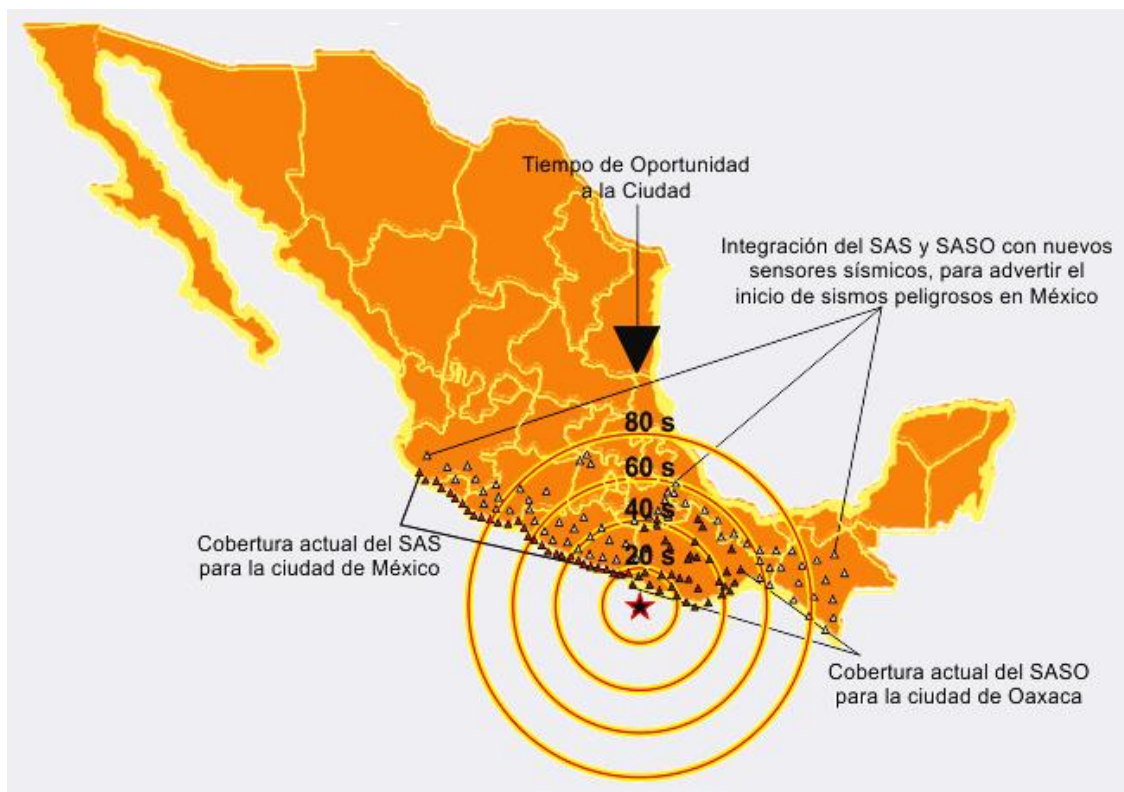 Tiempo de Oportunidad
a la Ciudad
Integración del SAS y SASO con nuevos
sensores sísmicos, para advertir el
inicio de sismos peligrosos en México
80 s
60 s
40 s
20 s
Cobertura actual del SAS
para la ciudad de México
Cobertura actual del SASO
para la ciudad de Oaxaca